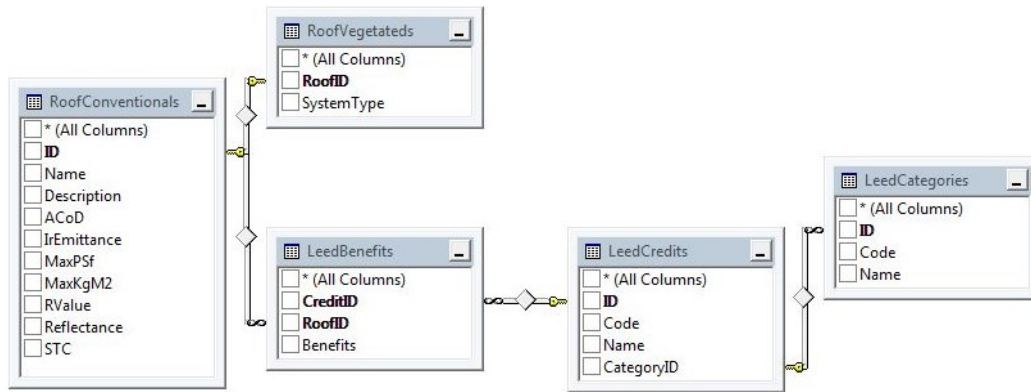 RoofVegetateds
* (All Columns)
RoofID
SystemType
RoofConventionals
* (All Columns)
ID
Name
Description
ACoD
IrEmittance
MaxPSf
MaxKgM2
RValue
Reflectance
STC
LeedBenefits
* (All Columns)
CreditID
RoofID
Benefits
LeedCredits
* (All Columns)
ID
Code
Name
CategoryID
LeedCategories
* (All Columns)
ID
Code
Name